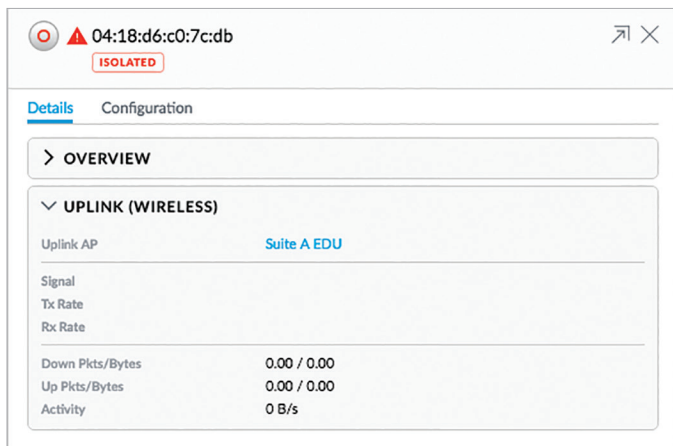 04:18:d6:c0:7c:db
ISOLATED
Details Configuration
OVERVIEW
UPLINK (WIRELESS)
Uplink AP Suite A EDU
Signal
Tx Rate
Rx Rate
Down Pkts/Bytes 0.00 / 0.00
Up Pkts/Bytes 0.00 / 0.00
Activity 0 B/s